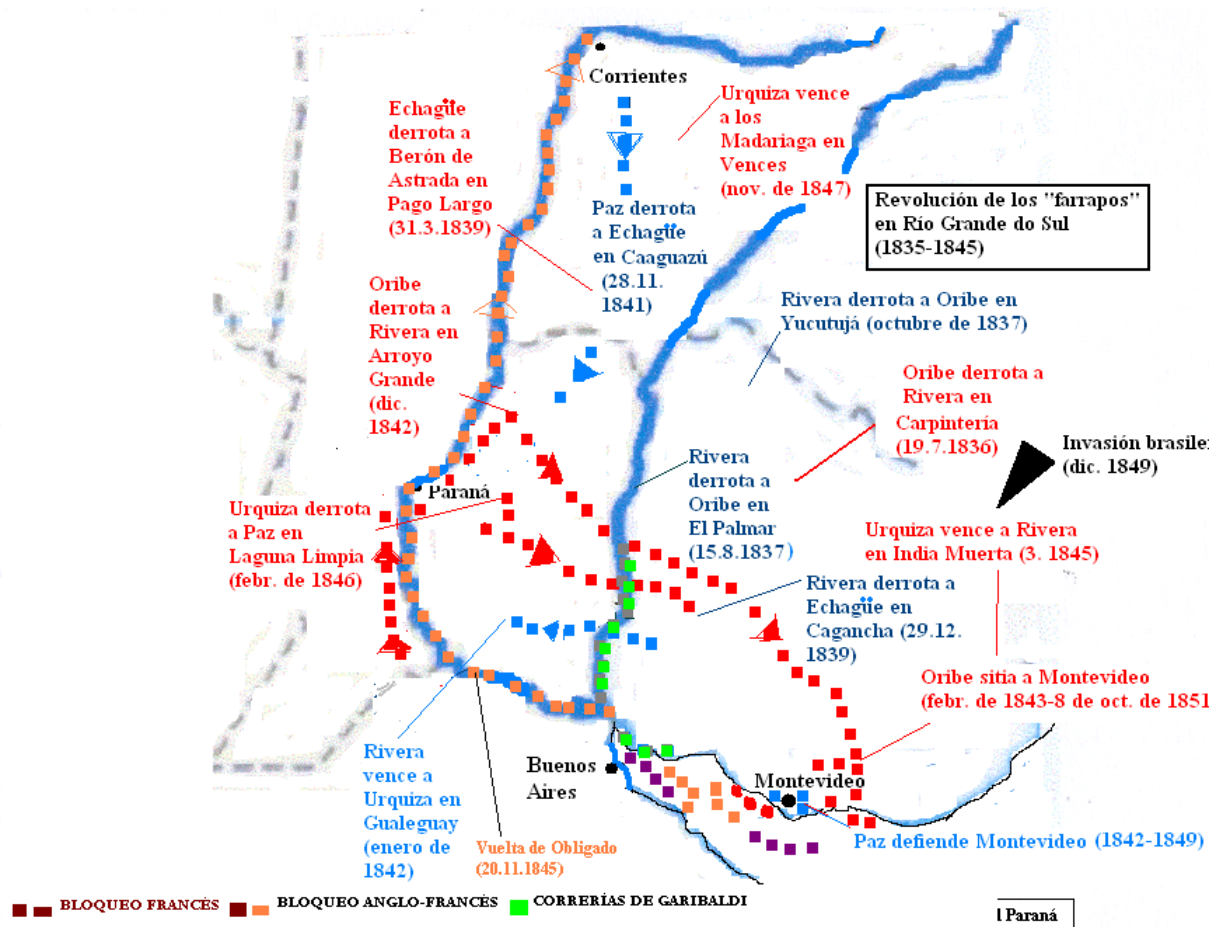 Corrientes
Echagüe
derrota a
Berón de
Astrada en
Pago Largo
(31.3.1839)
Urquiza vence
a los
Madariaga en
Vences
(nov. de 1847)
Paz derrota
a Echagüe
en Caaguazú
(28.11.
1841)
Revolución de los "farrapos"
en Río Grande do Sul
(1835-1845)
Oribe
derrota a
Rivera en
Arroyo
Grande
(dic.
1842)
Rivera derrota a Oribe en
Yucutujá (octubre de 1837)
Oribe derrota a
Rivera en
Carpintería
(19.7.1836)
Invasión brasile
(dic. 1849)
Rivera
derrota a
Oribe en
El Palmar
(15.8.1837)
Paraná
Urquiza derrota
a Paz en
Laguna Limpia
(febr. de 1846)
Urquiza vence a Rivera
en India Muerta (3. 1845)
Rivera derrota a
Echagüe en
Cagancha (29.12.
1839)
Oribe sitia a Montevideo
(febr. de 1843-8 de oct. de 1851
Rivera
vence a
Urquiza en
Gualeguay
(enero de
1842)
Buenos
Aires
Montevideo
Vuelta de Obligado
(20.11.1845)
Paz defiende Montevideo (1842-1849)
BLOQUEO FRANCÉS
BLOQUEO ANGLO-FRANCÉS
CORRERÍAS DE GARIBALDI
l Paraná